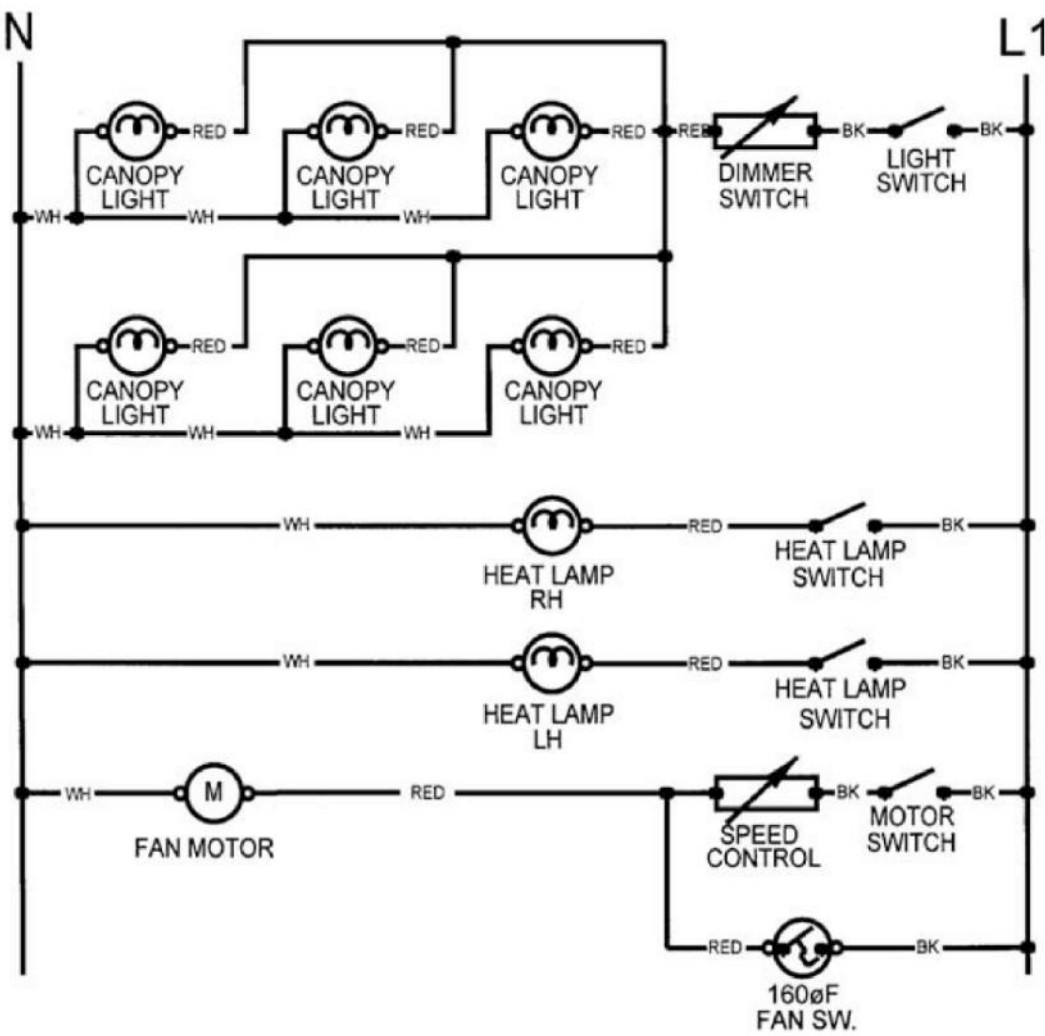 N
L1
RED
RED
RED
RED
BK
BK
CANOPY
LIGHT
CANOPY
LIGHT
CANOPY
LIGHT
DIMMER
SWITCH
LIGHT
SWITCH
WH
WH
WH
RED
RED
RED
CANOPY
LIGHT
CANOPY
LIGHT
CANOPY
LIGHT
WH
WH
WH
WH
RED
BK
HEAT LAMP
RH
HEAT LAMP
SWITCH
WH
RED
BK
HEAT LAMP
LH
HEAT LAMP
SWITCH
WH
M
RED
BK
BK
FAN MOTOR
SPEED
CONTROL
MOTOR
SWITCH
RED
BK
160øF
FAN SW.